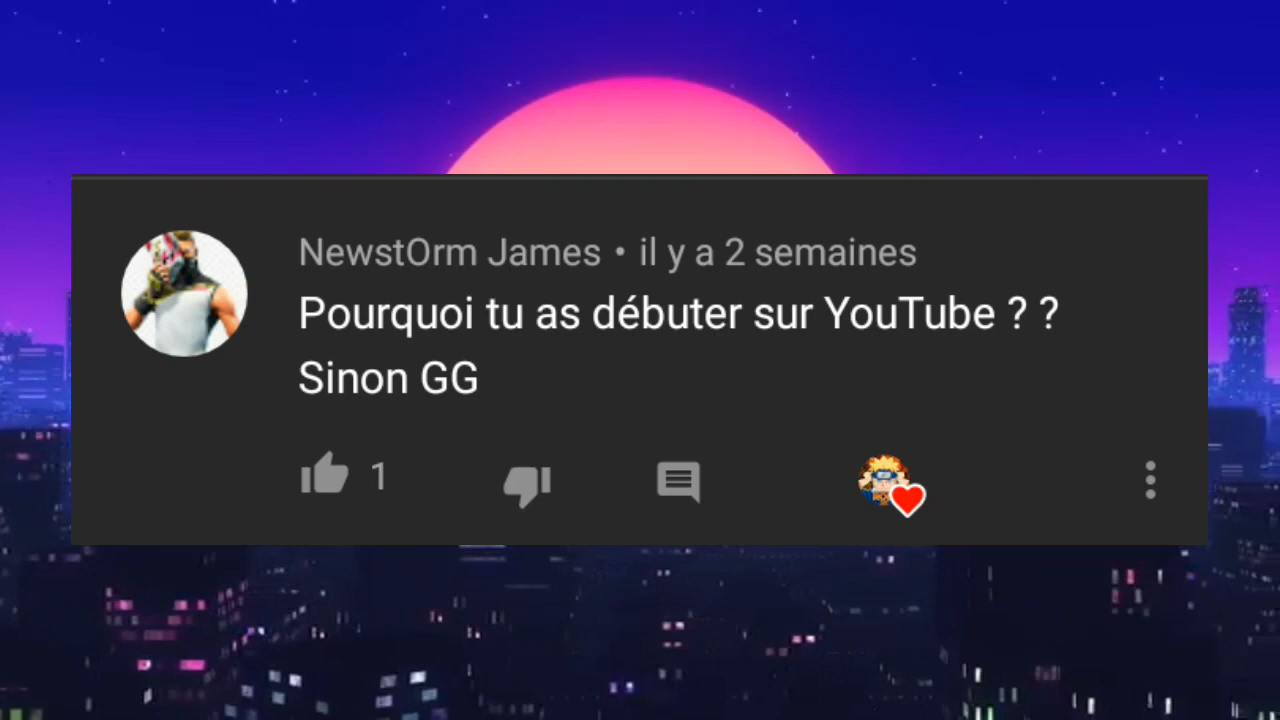 NewstOrm James • il y a 2 semaines
Pourquoi tu as débuter sur YouTube ? ?
Sinon GG
1